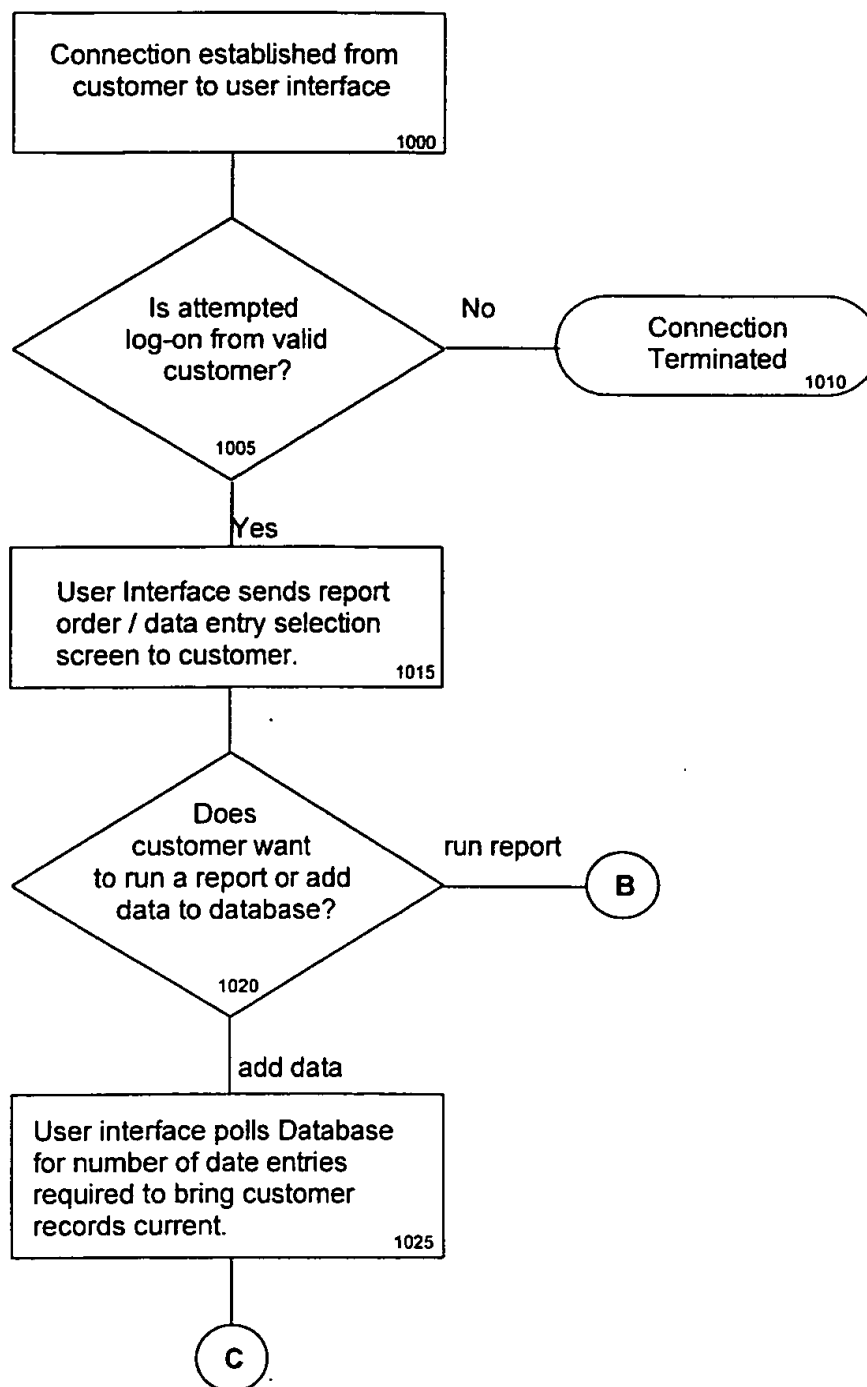 Connection established from
customer to user interface
1000
Is attempted
log-on from valid
customer?
1005
No
Connection
Terminated
1010
Yes
User Interface sends report
order / data entry selection
screen to customer.
1015
Does
customer want
to run a report or add
data to database?
1020
run report
B
add data
User interface polls Database
for number of date entries
required to bring customer
records current.
1025
C